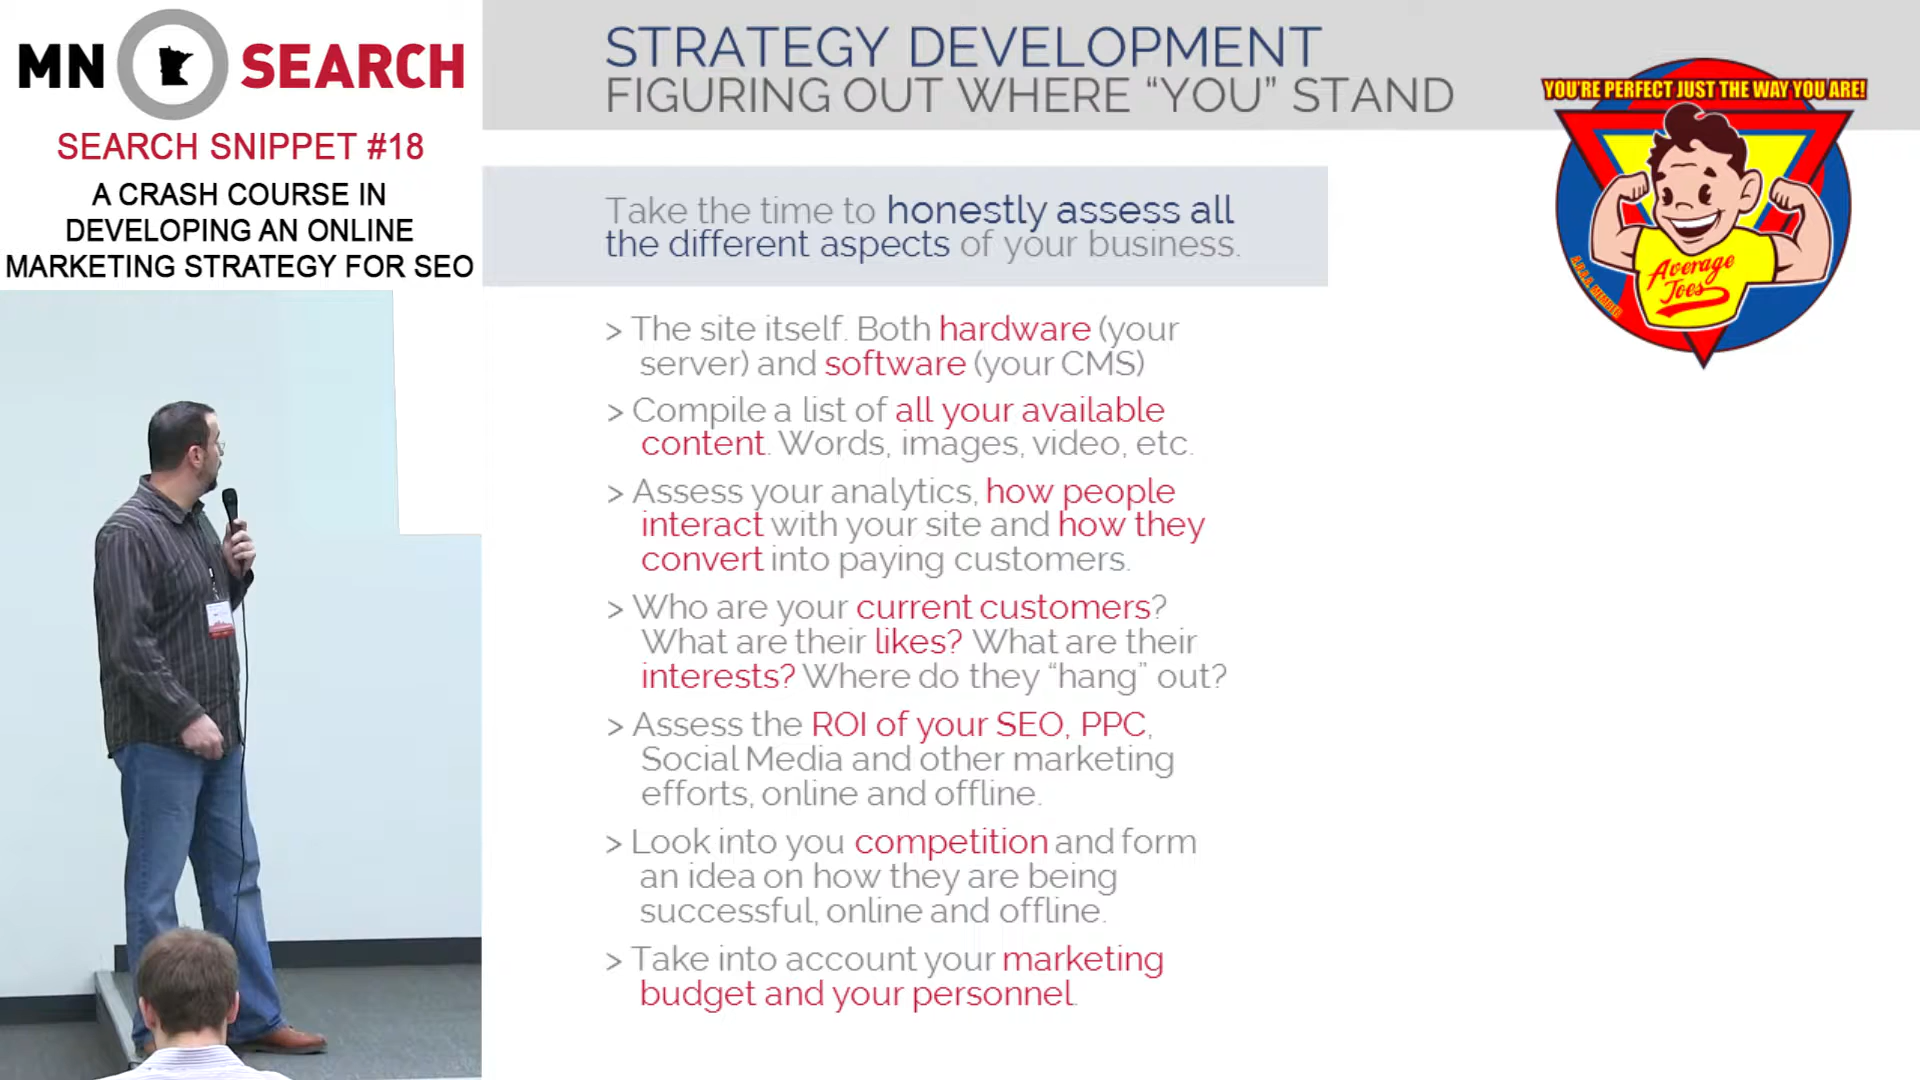 MN SEARCH
SEARCH SNIPPET #18
A CRASH COURSE IN
DEVELOPING AN ONLINE
MARKETING STRATEGY FOR SEO
STRATEGY DEVELOPMENT
FIGURING OUT WHERE “YOU” STAND
YOU'RE PERFECT JUST THE WAY YOU ARE!
Average
Joes
Take the time to honestly assess all
the different aspects of your business.
> The site itself. Both hardware (your
server) and software (your CMS)
> Compile a list of all your available
content. Words, images, video, etc.
> Assess your analytics, how people
interact with your site and how they
convert into paying customers.
> Who are your current customers?
What are their likes? What are their
interests? Where do they “hang” out?
> Assess the ROI of your SEO, PPC,
Social Media and other marketing
efforts, online and offline.
> Look into you competition and form
an idea on how they are being
successful, online and offline.
> Take into account your marketing
budget and your personnel.